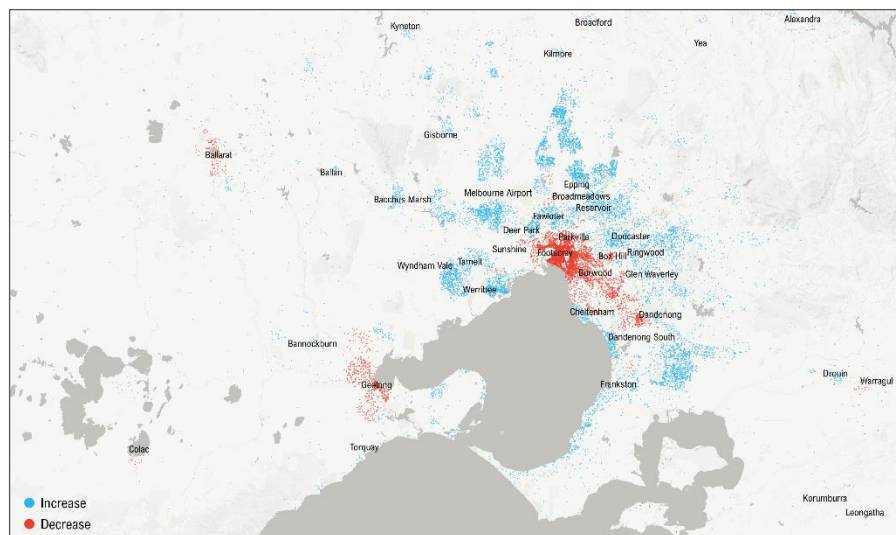 Alexandra
Broadford
Kyneton
Yea
Kilmore
Gisborne
Ballarat
Ballan
Epping
Melbourne Airport
Broadmeadows
Bacchus Marsh
Reservoir
Fawkner
Deer Park
Parkville
Doncaster
Sunshine
Footscray
Box Hill
Ringwood
Tarneit
Wyndham Vale
Burwood
Glen Waverley
Werribee
Cheltenham
Dandenong
Bannockburn
Dandenong South
Drouin
Warragul
Geelong
Frankston
Colac
Torquay
Increase
Korumburra
Leongatha
Decrease